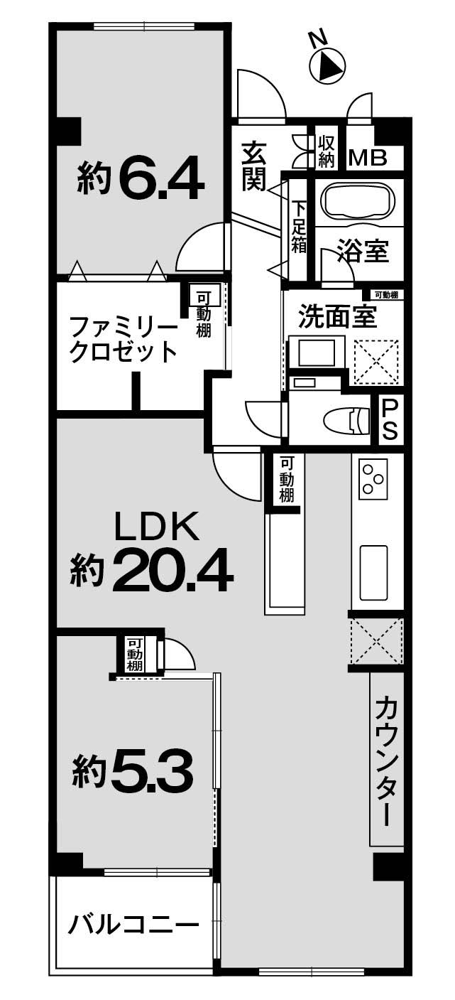 N
約6.4
玄関
収納
MB
下足箱
浴室
可動棚
洗面室
可動棚
ファミリー
クロゼット
PS
可動棚
LDK
約20.4
可動棚
カウンター
約5.3
バルコニー